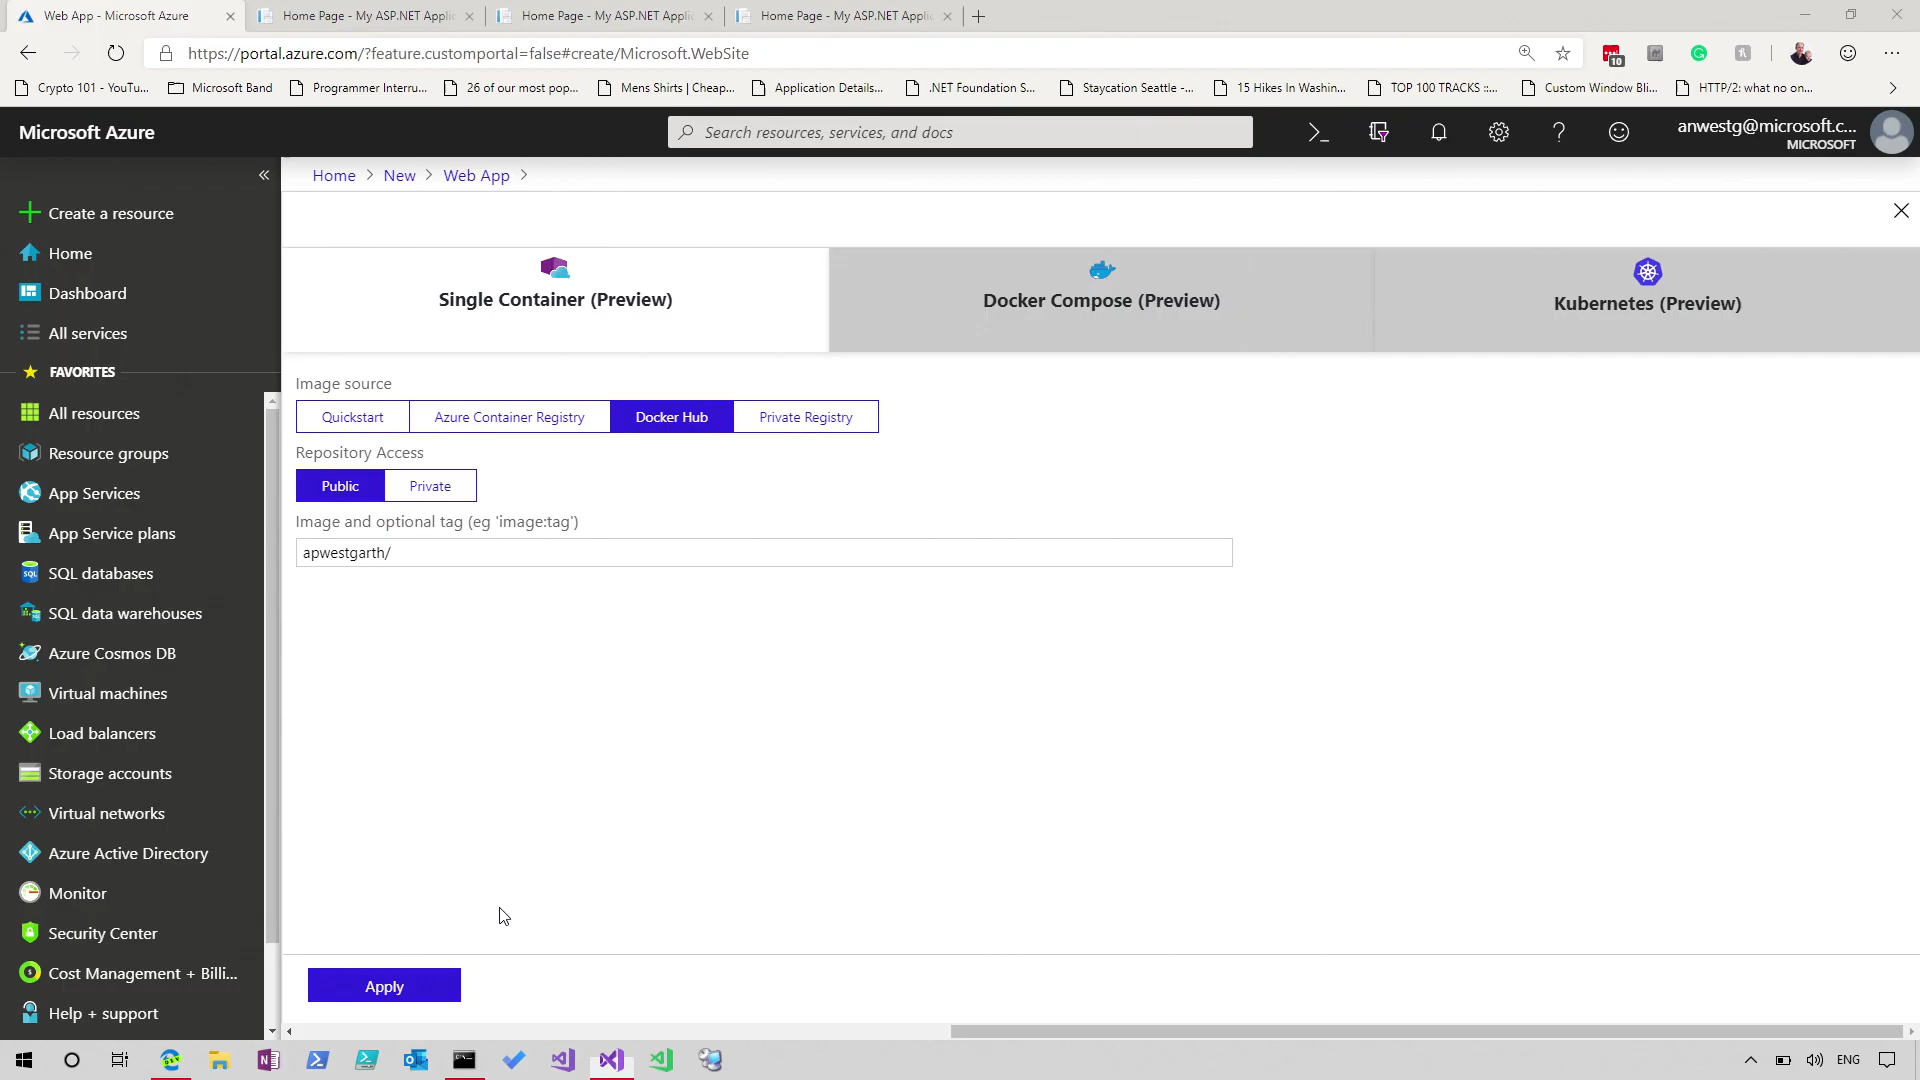 Web App - Microsoft Azure
Home Page - My ASP.NET Applic
Home Page - My ASP.NET Applic
Home Page - My ASP.NET Applic
https://portal.azure.com/?feature.customportal=false#create/Microsoft.WebSite
10
Crypto 101 - YouTu...
Microsoft Band
Programmer Interru...
26 of our most pop...
Mens Shirts | Cheap...
Application Details...
.NET Foundation S...
Staycation Seattle -...
15 Hikes In Washin...
TOP 100 TRACKS ::...
Custom Window Bli...
HTTP/2: what no on...
Microsoft Azure
Search resources, services, and docs
anwestg@microsoft.c...
MICROSOFT
Home > New > Web App >
Create a resource
Home
Dashboard
All services
FAVORITES
All resources
Resource groups
App Services
App Service plans
SQL databases
SQL data warehouses
Azure Cosmos DB
Virtual machines
Load balancers
Storage accounts
Virtual networks
Azure Active Directory
Monitor
Security Center
Cost Management + Billi...
Help + support
Single Container (Preview)
Docker Compose (Preview)
Kubernetes (Preview)
Image source
Quickstart
Azure Container Registry
Docker Hub
Private Registry
Repository Access
Public
Private
Image and optional tag (eg 'image:tag')
apwestgarth/
Apply
ENG